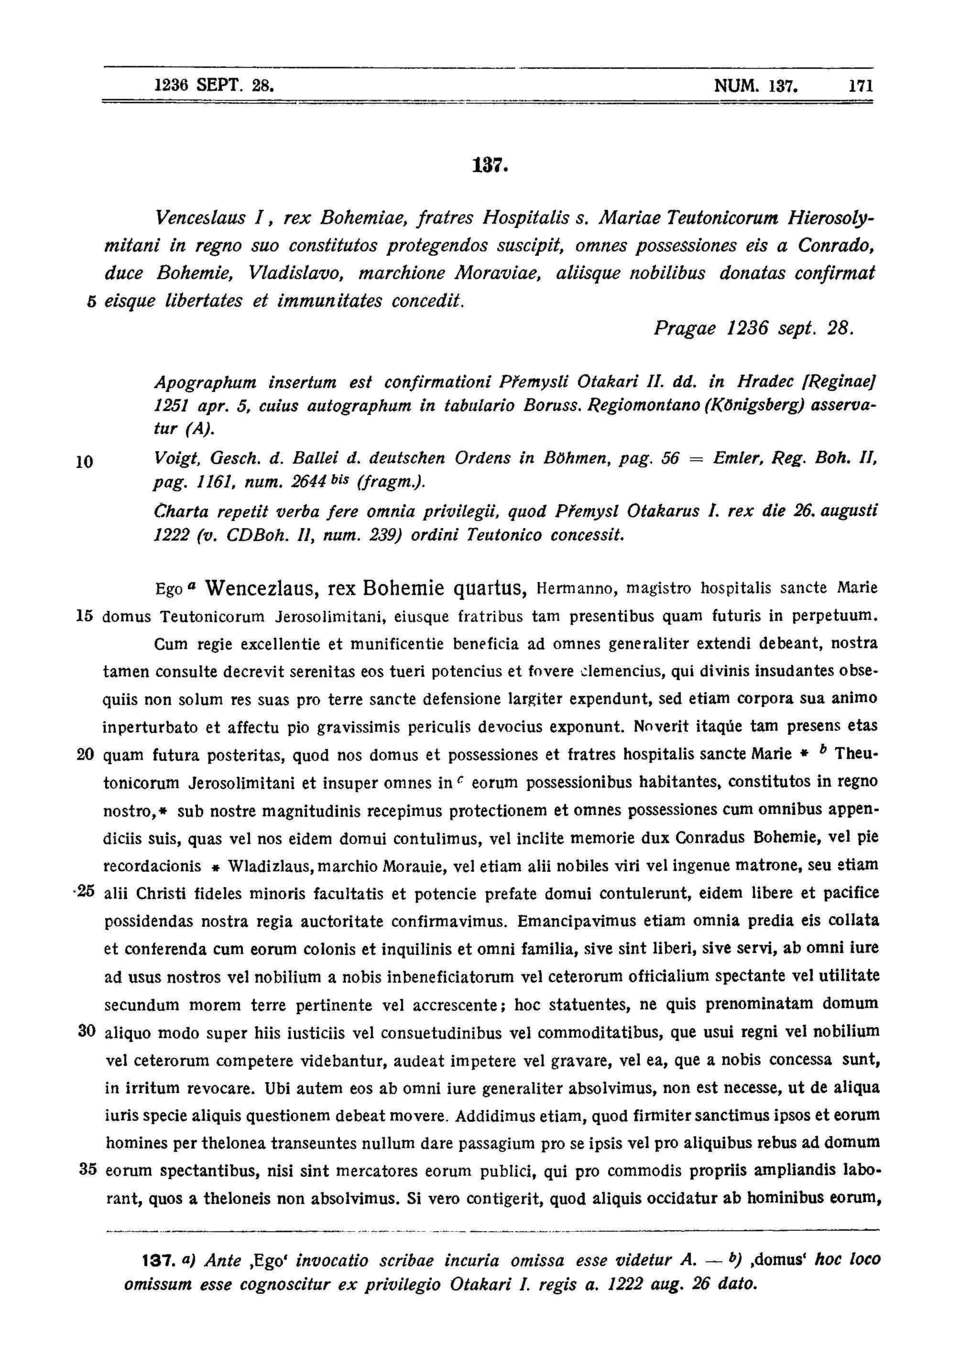 1236 SEPT. 28. NUM. 137. 171
137.
Venceslaus I, rex Bohemiae, fratres Hospitalis s. Mariae Teutonicorum Hierosoly-
mitani in regno suo constitutos protegendos suscipit, omnes possessiones eis a Conrado,
duce Bohemie, Vladislavo, marchione Moraviae, aliisque nobilibus donatas confirmat
5 eisque libertates et immunitates concedit.
Pragae 1236 sept. 28.
Apographum insertum est confirmationi Přemysli Otakari II. dd. in Hradec [Reginae]
1251 apr. 5, cuius autographum in tabulario Boruss. Regiomontano (Königsberg) asserva-
tur (A).
10 Voigt, Gesch. d. Ballei d. deutschen Ordens in Böhmen, pag. 56 = Emler, Reg. Boh. II,
pag. 1161, num. 2644 bis (fragm.).
Charta repetit verba fere omnia privilegii, quod Přemysl Otakarus I. rex die 26. augusti
1222 (v. CDBoh. II, num. 239) ordini Teutonico concessit.
Ego a Wencezlaus, rex Bohemie quartus, Hermanno, magistro hospitalis sancte Marie
15 domus Teutonicorum Jerosolimitani, eiusque fratribus tam presentibus quam futuris in perpetuum.
Cum regie excellentie et munificentie beneficia ad omnes generaliter extendi debeant, nostra
tamen consulte decrevit serenitas eos tueri potencius et fovere clemencius, qui divinis insudantes obse-
quiis non solum res suas pro terre sancte defensione largiter expendunt, sed etiam corpora sua animo
inperturbato et affectu pio gravissimis periculis devocius exponunt. Noverit itaque tam presens etas
20 quam futura posteritas, quod nos domus et possessiones et fratres hospitalis sancte Marie * b Theu-
tonicorum Jerosolimitani et insuper omnes in c eorum possessionibus habitantes, constitutos in regno
nostro,* sub nostre magnitudinis recepimus protectionem et omnes possessiones cum omnibus appen-
diciis suis, quas vel nos eidem domui contulimus, vel inclite memorie dux Conradus Bohemie, vel pie
recordacionis * Wladizlaus, marchio Morauie, vel etiam alii nobiles viri vel ingenue matrone, seu etiam
25 alii Christi fideles minoris facultatis et potencie prefate domui contulerunt, eidem libere et pacifice
possidendas nostra regia auctoritate confirmavimus. Emancipavimus etiam omnia predia eis collata
et conferenda cum eorum colonis et inquilinis et omni familia, sive sint liberi, sive servi, ab omni iure
ad usus nostros vel nobilium a nobis inbeneficiatorum vel ceterorum officialium spectante vel utilitate
secundum morem terre pertinente vel accrescente; hoc statuentes, ne quis prenominatam domum
30 aliquo modo super hiis iusticiis vel consuetudinibus vel commoditatibus, que usui regni vel nobilium
vel ceterorum competere videbantur, audeat impetere vel gravare, vel ea, que a nobis concessa sunt,
in irritum revocare. Ubi autem eos ab omni iure generaliter absolvimus, non est necesse, ut de aliqua
iuris specie aliquis questionem debeat movere. Addidimus etiam, quod firmiter sanctimus ipsos et eorum
homines per thelonea transeuntes nullum dare passagium pro se ipsis vel pro aliquibus rebus ad domum
35 eorum spectantibus, nisi sint mercatores eorum publici, qui pro commodis propriis ampliandis labo-
rant, quos a theloneis non absolvimus. Si vero contigerit, quod aliquis occidatur ab hominibus eorum,
137. a) Ante ‚Ego‘ invocatio scribae incuria omissa esse videtur A. — b) ‚domus‘ hoc loco
omissum esse cognoscitur ex privilegio Otakari I. regis a. 1222 aug. 26 dato.